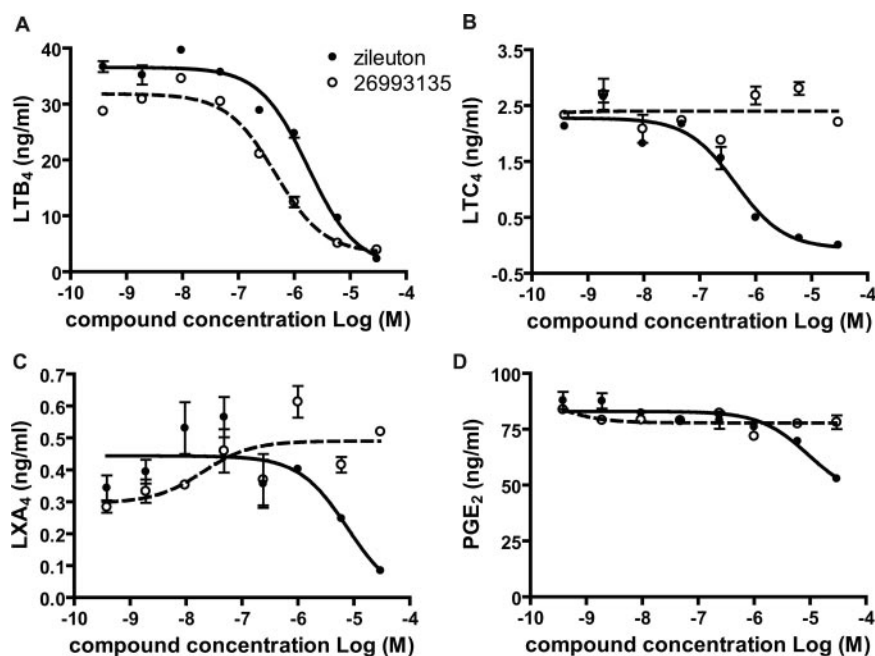 A
LTB4 (ng/ml)
40
30
20
10
0
-10 -9 -8 -7 -6 -5 -4
compound concentration Log (M)
zileuton
26993135
B
LTC4 (ng/ml)
3.5
2.5
1.5
0.5
-0.5
-10 -9 -8 -7 -6 -5 -4
compound concentration Log (M)
C
LXA4 (ng/ml)
0.7
0.6
0.5
0.4
0.3
0.2
0.1
0.0
-10 -9 -8 -7 -6 -5 -4
compound concentration Log (M)
D
PGE2 (ng/ml)
100
75
50
25
0
-10 -9 -8 -7 -6 -5 -4
compound concentration Log (M)